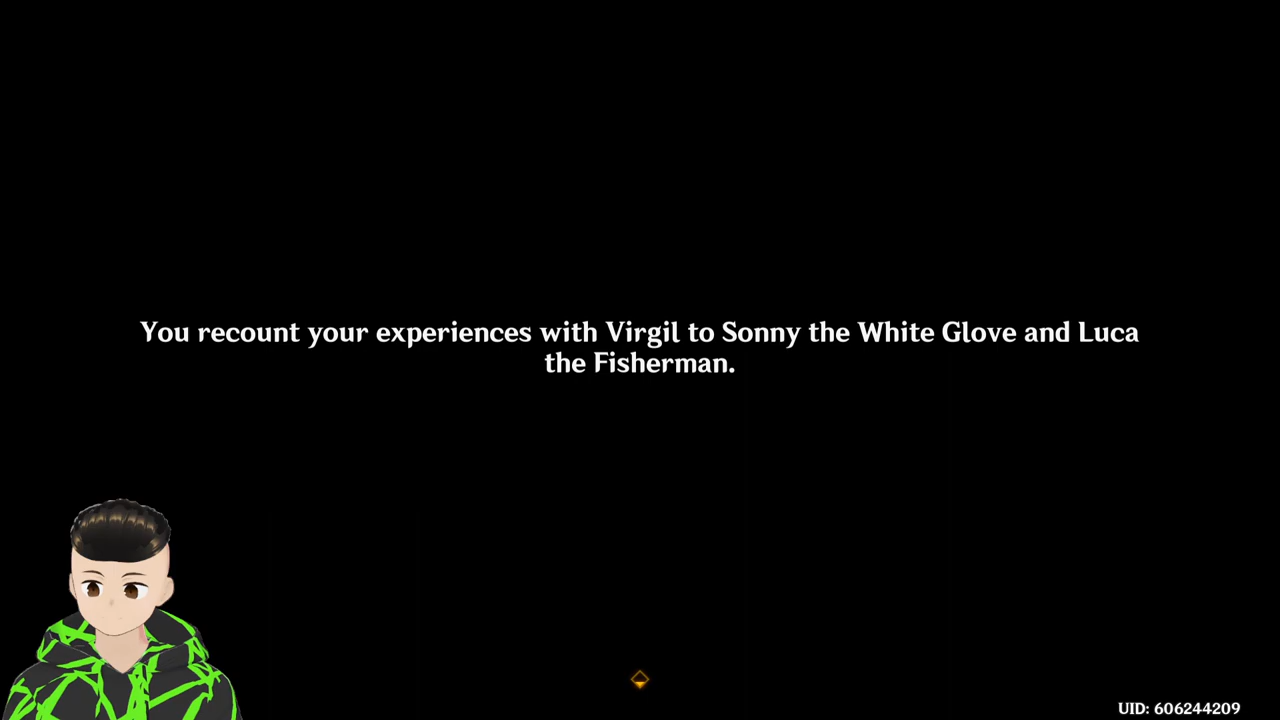 You recount your experiences with Virgil to Sonny the White Glove and Luca
the Fisherman.
UID: 606244209